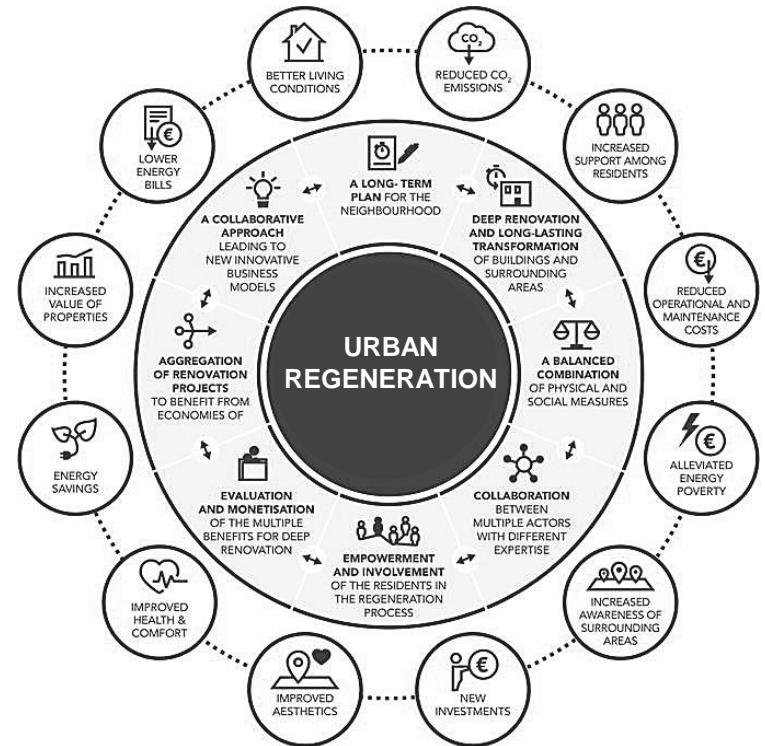 BETTER LIVING
CONDITIONS
CO₂
REDUCED CO₂
EMISSIONS
INCREASED
SUPPORT AMONG
RESIDENTS
€
REDUCED
OPERATIONAL AND
MAINTENANCE
COSTS
€
ALLEVIATED
ENERGY
POVERTY
INCREASED
AWARENESS OF
SURROUNDING
AREAS
€
NEW
INVESTMENTS
IMPROVED
AESTHETICS
IMPROVED
HEALTH &
COMFORT
ENERGY
SAVINGS
INCREASED
VALUE OF
PROPERTIES
€
LOWER
ENERGY
BILLS
A LONG- TERM
PLAN FOR THE
NEIGHBOURHOOD
DEEP RENOVATION
AND LONG-LASTING
TRANSFORMATION
OF BUILDINGS AND
SURROUNDING
AREAS
A BALANCED
COMBINATION
OF PHYSICAL AND
SOCIAL MEASURES
COLLABORATION
BETWEEN
MULTIPLE ACTORS
WITH DIFFERENT
EXPERTISE
EMPOWERMENT
AND INVOLVEMENT
OF THE RESIDENTS IN
THE REGENERATION
PROCESS
EVALUATION
AND MONETISATION
OF THE MULTIPLE
BENEFITS FOR DEEP
RENOVATION
AGGREGATION
OF RENOVATION
PROJECTS
TO BENEFIT FROM
ECONOMIES OF
A COLLABORATIVE
APPROACH
LEADING TO
NEW INNOVATIVE
BUSINESS
MODELS
URBAN
REGENERATION